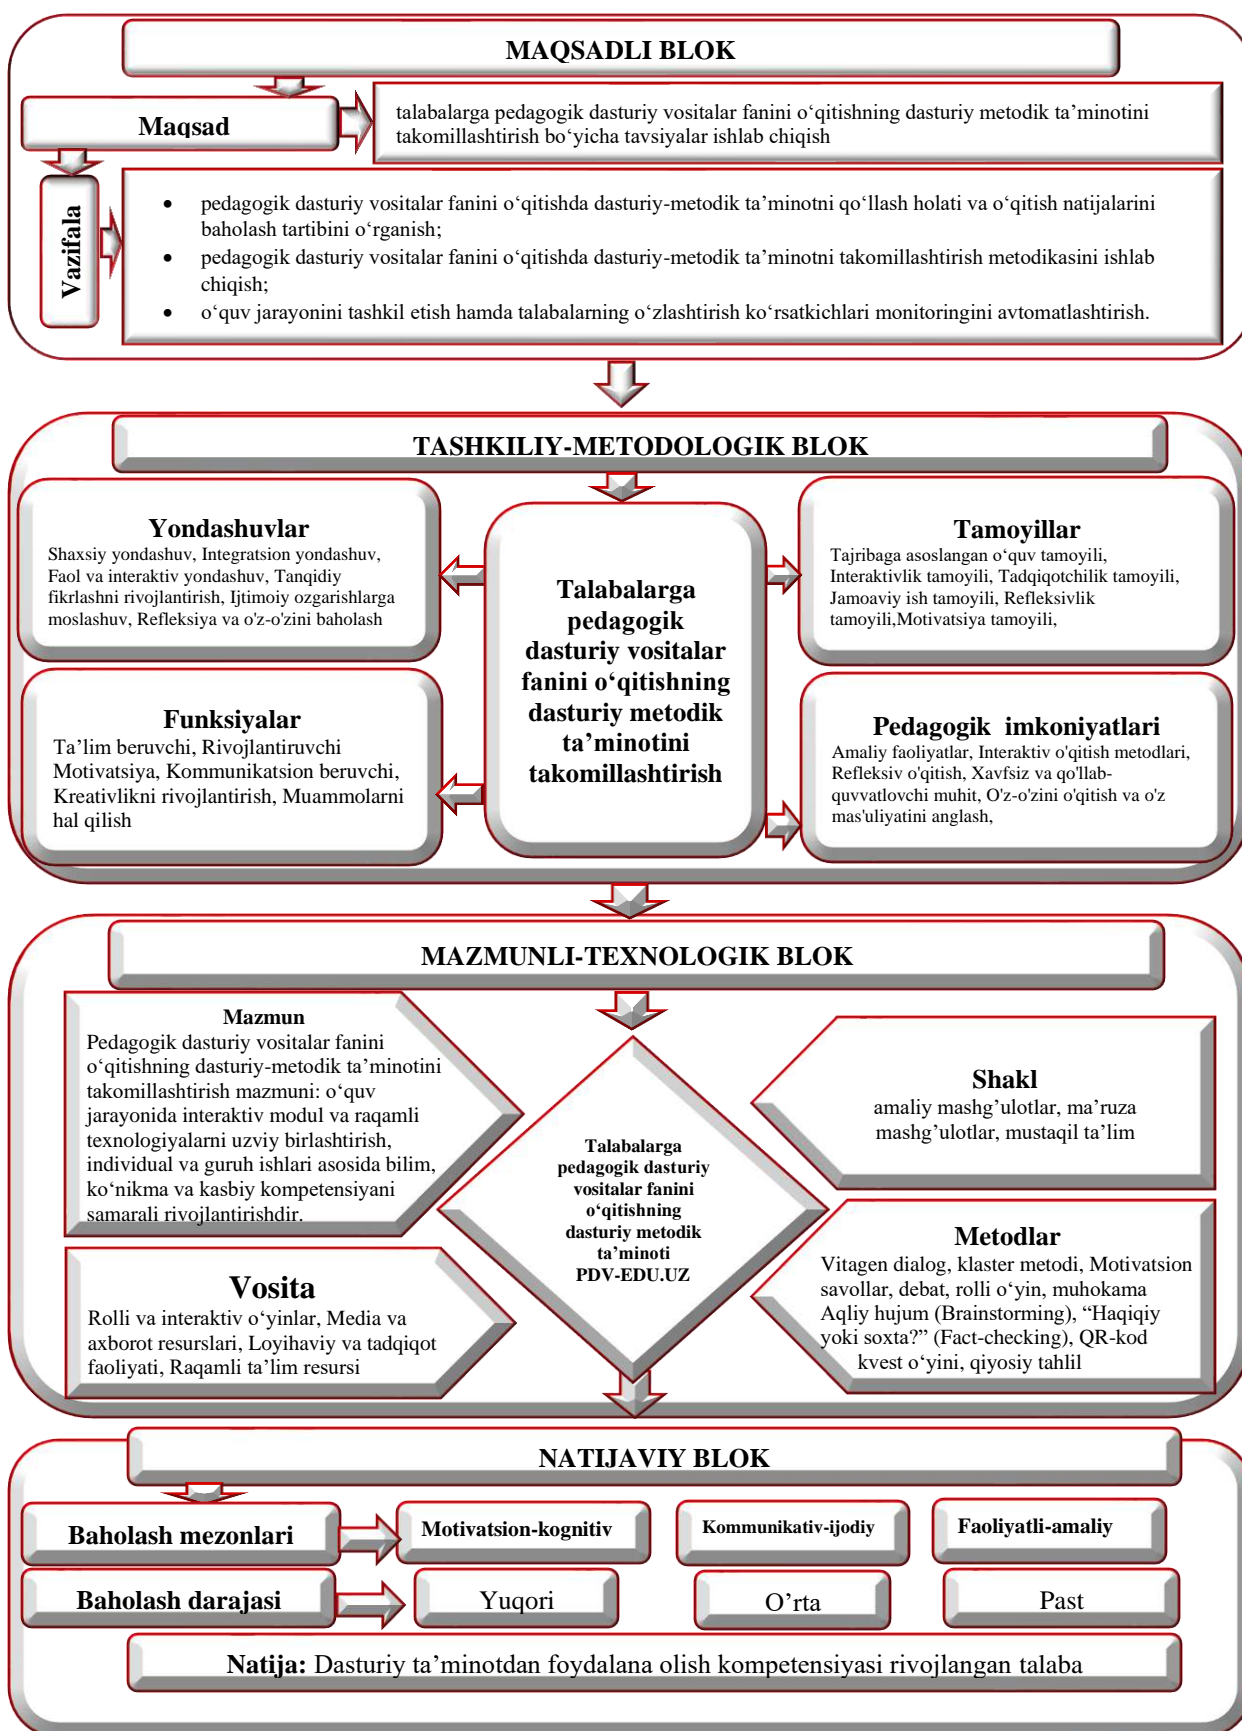 MAQSADLI BLOK
Maqsad
talabalarga pedagogik dasturiy vositalar fanini o‘qitishning dasturiy metodik ta’minotini
takomillashtirish bo‘yicha tavsiyalar ishlab chiqish
Vazifala
• pedagogik dasturiy vositalar fanini o‘qitishda dasturiy-metodik ta’minotni qo‘llash holati va o‘qitish natijalarini
baholash tartibini o‘rganish;
• pedagogik dasturiy vositalar fanini o‘qitishda dasturiy-metodik ta’minotni takomillashtirish metodikasini ishlab
chiqish;
• o‘quv jarayonini tashkil etish hamda talabalarning o‘zlashtirish ko‘rsatkichlari monitoringini avtomatlashtirish.
TASHKILIY-METODOLOGIK BLOK
Yondashuvlar
Shaxsiy yondashuv, Integratsion yondashuv,
Faol va interaktiv yondashuv, Tanqidiy
fikrlashni rivojlantirish, Ijtimoiy ozgarishlarga
moslashuv, Refleksiya va o'z-o'zini baholash
Funksiyalar
Ta’lim beruvchi, Rivojlantiruvchi
Motivatsiya, Kommunikatsion beruvchi,
Kreativlikni rivojlantirish, Muammolarni
hal qilish
Talabalarga
pedagogik
dasturiy vositalar
fanini o‘qitishning
dasturiy metodik
ta’minotini
takomillashtirish
Tamoyillar
Tajribaga asoslangan o‘quv tamoyili,
Interaktivlik tamoyili, Tadqiqotchilik tamoyili,
Jamoaviy ish tamoyili, Refleksivlik
tamoyili,Motivatsiya tamoyili,
Pedagogik imkoniyatlari
Amaliy faoliyatlar, Interaktiv o'qitish metodlari,
Refleksiv o'qitish, Xavfsiz va qo'llab-
quvvatlovchi muhit, O'z-o'zini o'qitish va o'z
mas'uliyatini anglash,
MAZMUNLI-TEXNOLOGIK BLOK
Mazmun
Pedagogik dasturiy vositalar fanini
o‘qitishning dasturiy-metodik ta’minotini
takomillashtirish mazmuni: o‘quv
jarayonida interaktiv modul va raqamli
texnologiyalarni uzviy birlashtirish,
individual va guruh ishlari asosida bilim,
ko‘nikma va kasbiy kompetensiyani
samarali rivojlantirishdir.
Vosita
Rolli va interaktiv o‘yinlar, Media va
axborot resurslari, Loyihaviy va tadqiqot
faoliyati, Raqamli ta’lim resursi
Talabalarga
pedagogik dasturiy
vositalar fanini
o‘qitishning
dasturiy metodik
ta’minoti
PDV-EDU.UZ
Shakl
amaliy mashg’ulotlar, ma’ruza
mashg’ulotlar, mustaqil ta’lim
Metodlar
Vitagen dialog, klaster metodi, Motivatsion
savollar, debat, rolli o‘yin, muhokama
Aqliy hujum (Brainstorming), “Haqiqiy
yoki soxta?” (Fact-checking), QR-kod
kvest o‘yini, qiyosiy tahlil
NATIJAVIY BLOK
Baholash mezonlari
Motivatsion-kognitiv
Kommunikativ-ijodiy
Faoliyatli-amaliy
Baholash darajasi
Yuqori
O’rta
Past
Natija: Dasturiy ta’minotdan foydalana olish kompetensiyasi rivojlangan talaba